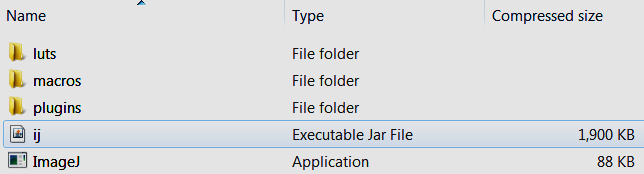 Name Type Compressed size
luts File folder
macros File folder
plugins File folder
ij Executable Jar File 1,900 KB
ImageJ Application 88 KB